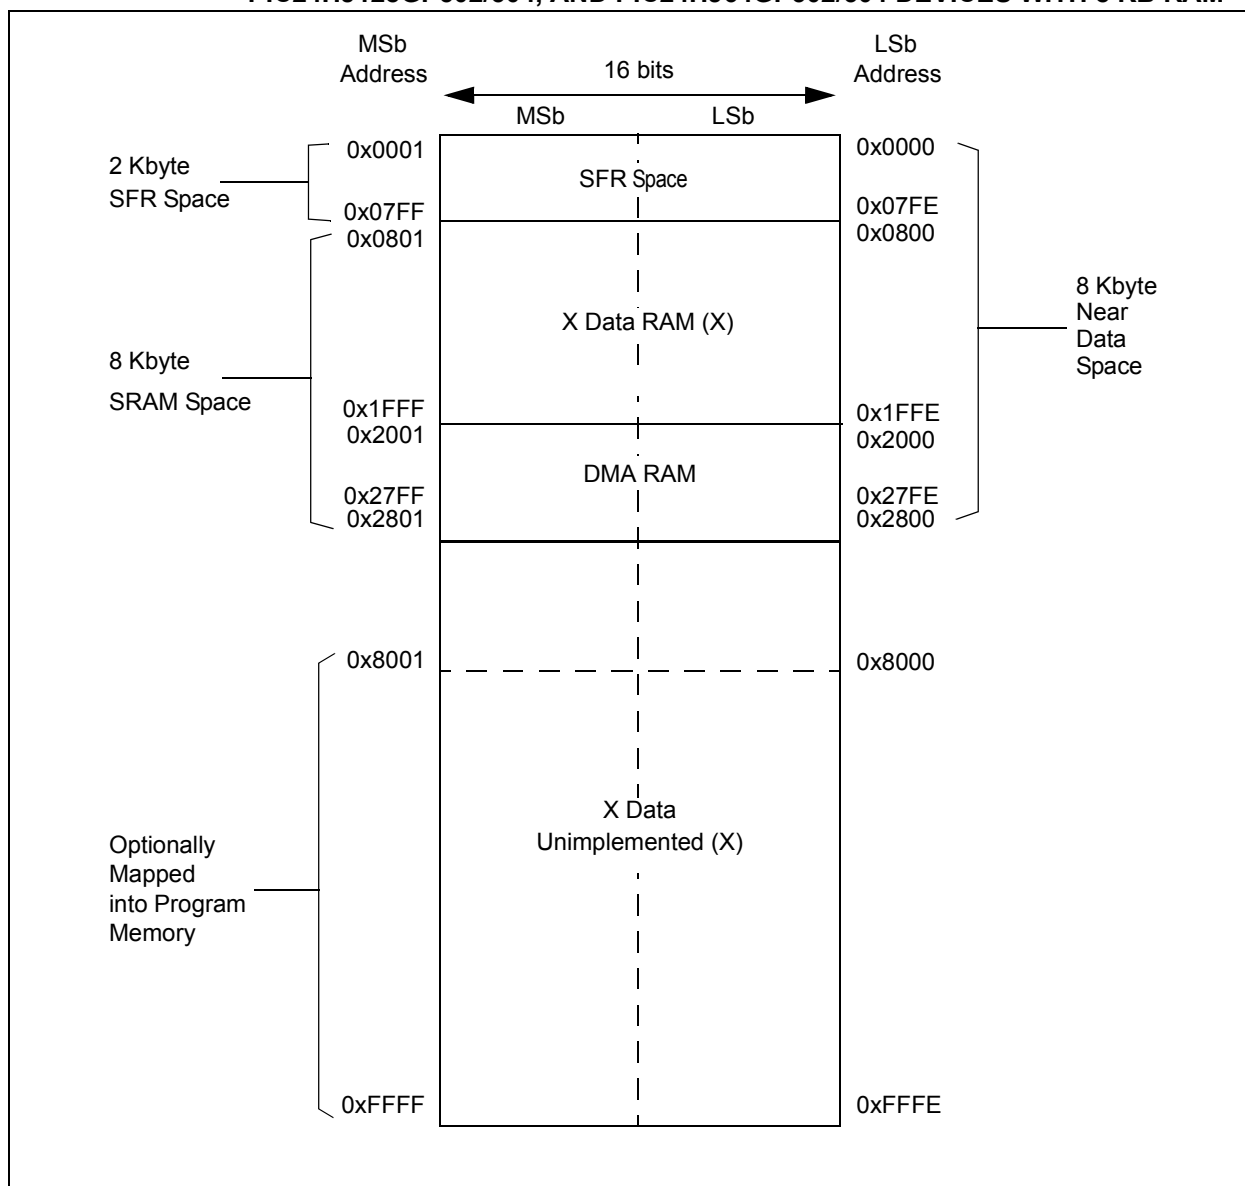 MSb
Address
LSb
Address
16 bits
MSb
LSb
0x0001
0x0000
2 Kbyte
SFR Space
SFR Space
0x07FF
0x07FE
0x0801
0x0800
X Data RAM (X)
8 Kbyte
Near
Data
Space
8 Kbyte
SRAM Space
0x1FFF
0x1FFE
0x2001
0x2000
DMA RAM
0x27FF
0x27FE
0x2801
0x2800
0x8001
0x8000
X Data
Unimplemented (X)
Optionally
Mapped
into Program
Memory
0xFFFF
0xFFFE